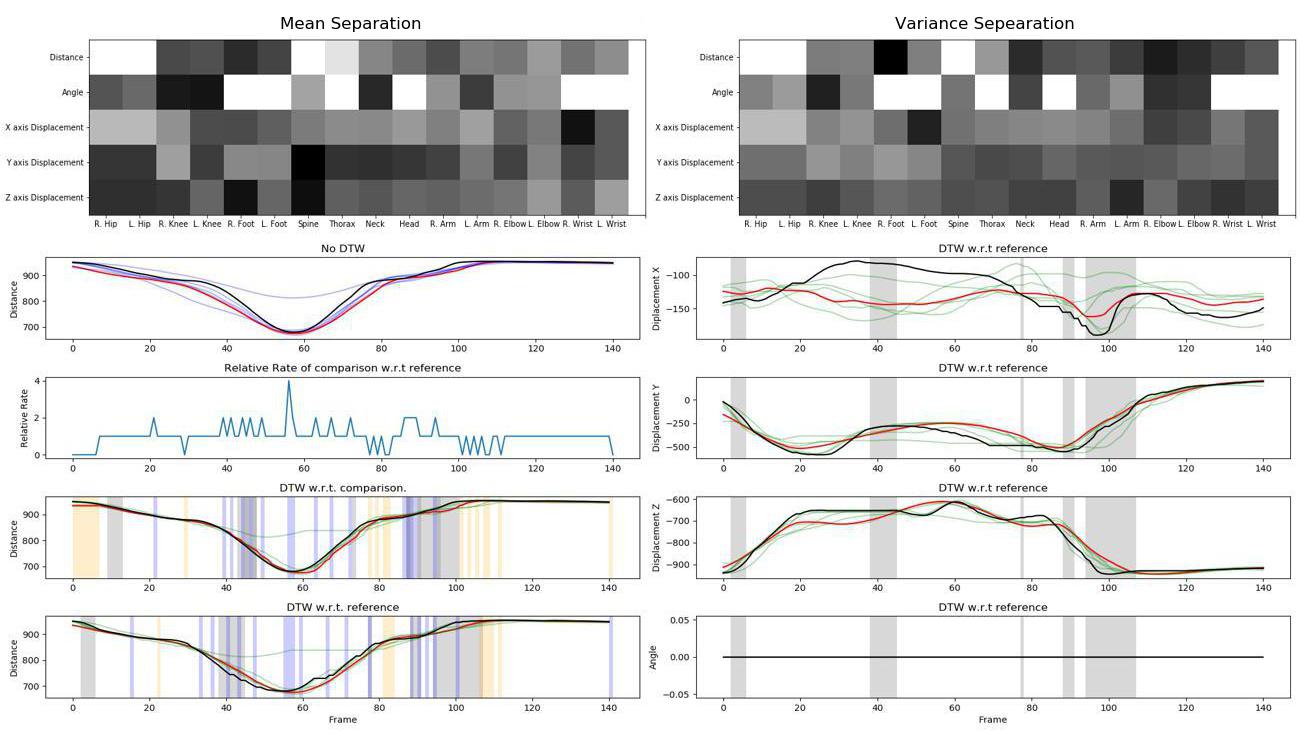 Mean Separation
Distance
Angle
X axis Displacement
Y axis Displacement
Z axis Displacement
R. Hip L. Hip R. Knee L. Knee R. Foot L. Foot Spine Thorax Neck Head R. Arm L. Arm R. Elbow L. Elbow R. Wrist L. Wrist
Variance Sepearation
Distance
Angle
X axis Displacement
Y axis Displacement
Z axis Displacement
R. Hip L. Hip R. Knee L. Knee R. Foot L. Foot Spine Thorax Neck Head R. Arm L. Arm R. Elbow L. Elbow R. Wrist L. Wrist
No DTW
Distance
900
800
700
0 20 40 60 80 100 120 140
Relative Rate of comparison w.r.t reference
Relative Rate
4
2
0
0 20 40 60 80 100 120 140
DTW w.r.t. comparison.
Distance
900
800
700
0 20 40 60 80 100 120 140
DTW w.r.t. reference
Distance
900
800
700
0 20 40 60 80 100 120 140
Frame
DTW w.r.t reference
Diplacement X
−100
−150
0 20 40 60 80 100 120 140
DTW w.r.t reference
Displacement Y
0
−250
−500
0 20 40 60 80 100 120 140
DTW w.r.t reference
Displacement Z
−600
−700
−800
−900
0 20 40 60 80 100 120 140
DTW w.r.t reference
Angle
0.05
0.00
−0.05
0 20 40 60 80 100 120 140
Frame